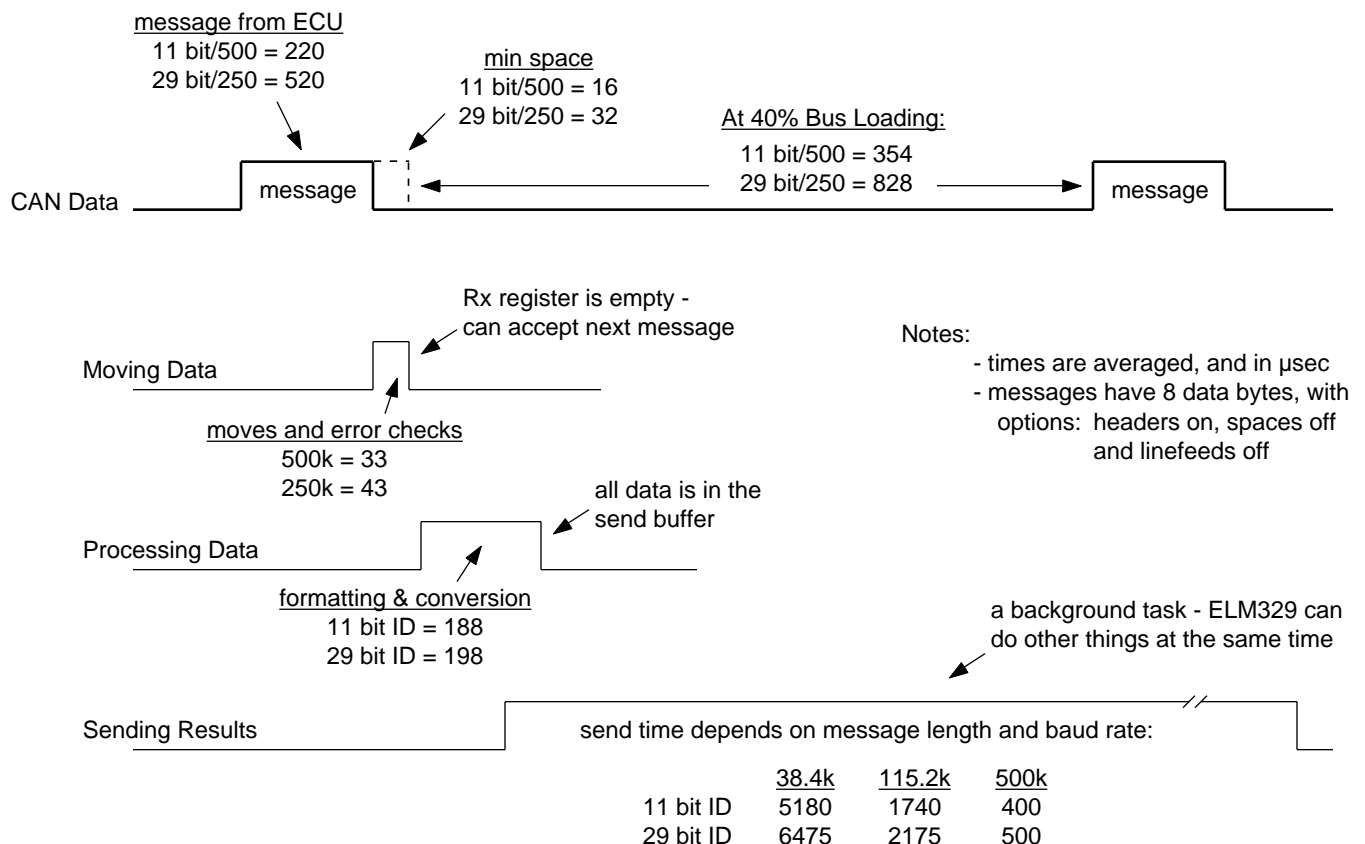 message from ECU
11 bit/500 = 220
29 bit/250 = 520
min space
11 bit/500 = 16
29 bit/250 = 32
At 40% Bus Loading:
11 bit/500 = 354
29 bit/250 = 828
CAN Data
message
message
Rx register is empty -
can accept next message
Moving Data
moves and error checks
500k = 33
250k = 43
Notes:
- times are averaged, and in µsec
- messages have 8 data bytes, with
options: headers on, spaces off
and linefeeds off
all data is in the
send buffer
Processing Data
formatting & conversion
11 bit ID = 188
29 bit ID = 198
a background task - ELM329 can
do other things at the same time
Sending Results
send time depends on message length and baud rate:
38.4k 115.2k 500k
11 bit ID 5180 1740 400
29 bit ID 6475 2175 500